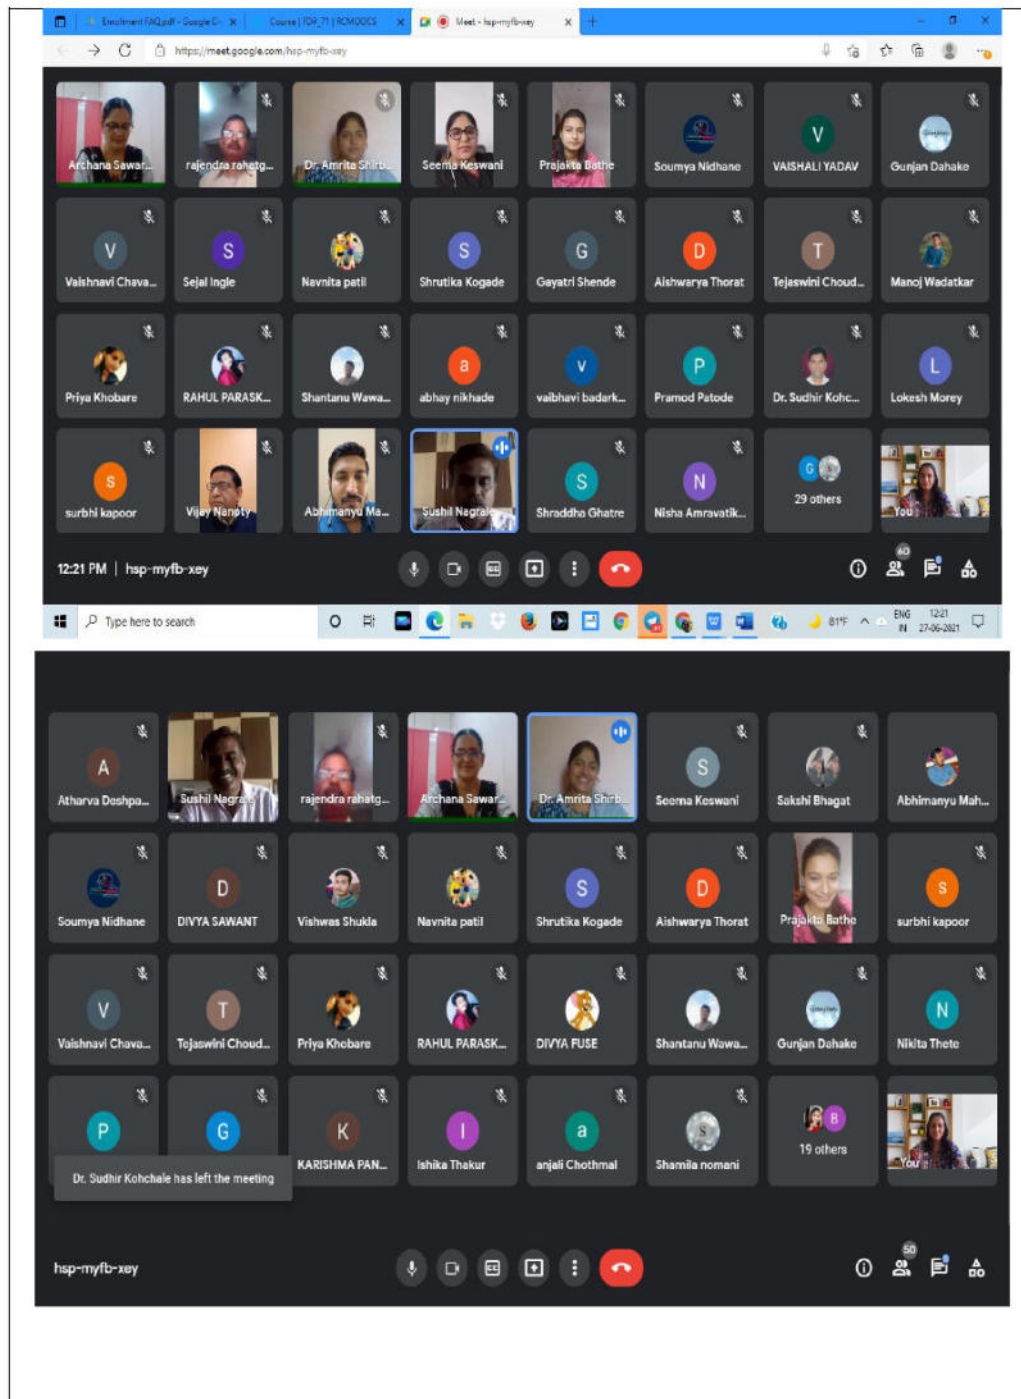 Enrollment FAQ.pdf - Google D
Course | FDP_71 | RCMOOCS
Meet - hsp-myfb-xey
https://meet.google.com/hsp-myfb-xey
Archana Sawar...
rajendra rahatg...
Dr. Amrita Shirb...
Seema Keswani
Prajakta Bathe
Soumya Nidhane
V
VAISHALI YADAV
Gunjan Dahake
V
Vaishnavi Chava...
S
Sejal Ingle
Navnita patil
S
Shrutika Kogade
G
Gayatri Shende
D
Aishwarya Thorat
T
Tejaswini Choud...
Manoj Wadatkar
Priya Khobare
RAHUL PARASK...
Shantanu Wawa...
a
abhay nikhade
v
vaibhavi badark...
P
Pramod Patode
Dr. Sudhir Kohc...
L
Lokesh Morey
s
surbhi kapoor
Vijay Nanoty
Abhimanyu Ma...
Sushil Nagrale
S
Shraddha Ghatre
N
Nisha Amravatik...
G
29 others
You
12:21 PM | hsp-myfb-xey
60
Type here to search
81°F
ENG
IN
12:21
27-06-2021
A
Atharva Deshpa...
Sushil Nagra...
rajendra rahatg...
Archana Sawar...
Dr. Amrita Shirb...
S
Seema Keswani
Sakshi Bhagat
Abhimanyu Mah...
Soumya Nidhane
D
DIVYA SAWANT
Vishwas Shukla
Navnita patil
S
Shrutika Kogade
D
Aishwarya Thorat
Prajakta Bathe
s
surbhi kapoor
V
Vaishnavi Chava...
T
Tejaswini Choud...
Priya Khobare
RAHUL PARASK...
DIVYA FUSE
Shantanu Wawa...
Gunjan Dahake
N
Nikita Thete
P
G
K
KARISHMA PAN...
I
Ishika Thakur
a
anjali Chothmal
S
Shamila nomani
B
19 others
You
Dr. Sudhir Kohchale has left the meeting
hsp-myfb-xey
50